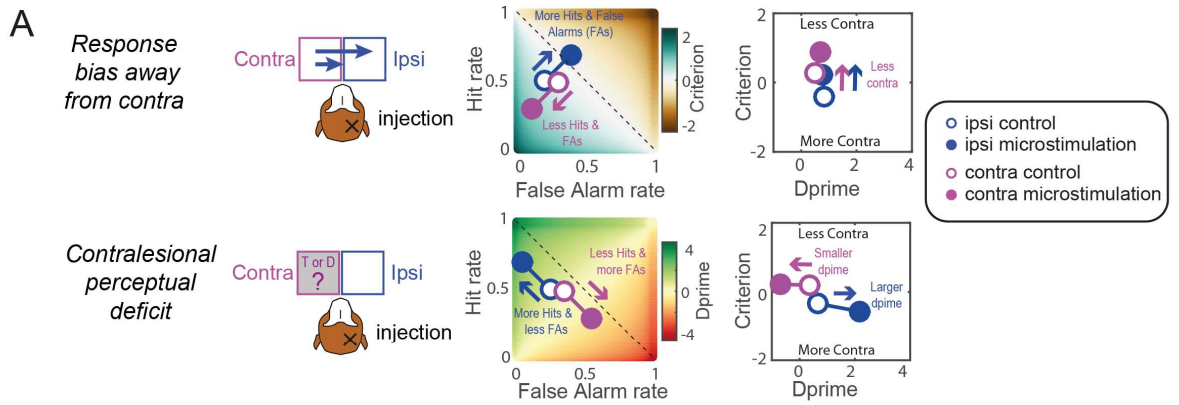 A
Response
bias away
from contra
Contra
Ipsi
injection
Hit rate
1
0.5
0
More Hits & False
Alarms (FAs)
Less Hits &
FAs
0
0.5
1
False Alarm rate
2
0
-2
Criterion
Criterion
2
0
-2
Less Contra
Less
contra
More Contra
0
2
4
Dprime
ipsi control
ipsi microstimulation
contra control
contra microstimulation
Contralesional
perceptual
deficit
Contra
T or D
?
Ipsi
injection
Hit rate
1
0.5
0
Less Hits &
more FAs
More Hits &
less FAs
0
0.5
1
False Alarm rate
4
0
-4
Dprime
Criterion
2
0
-2
Less Contra
Smaller
dpime
Larger
dpime
More Contra
0
2
4
Dprime